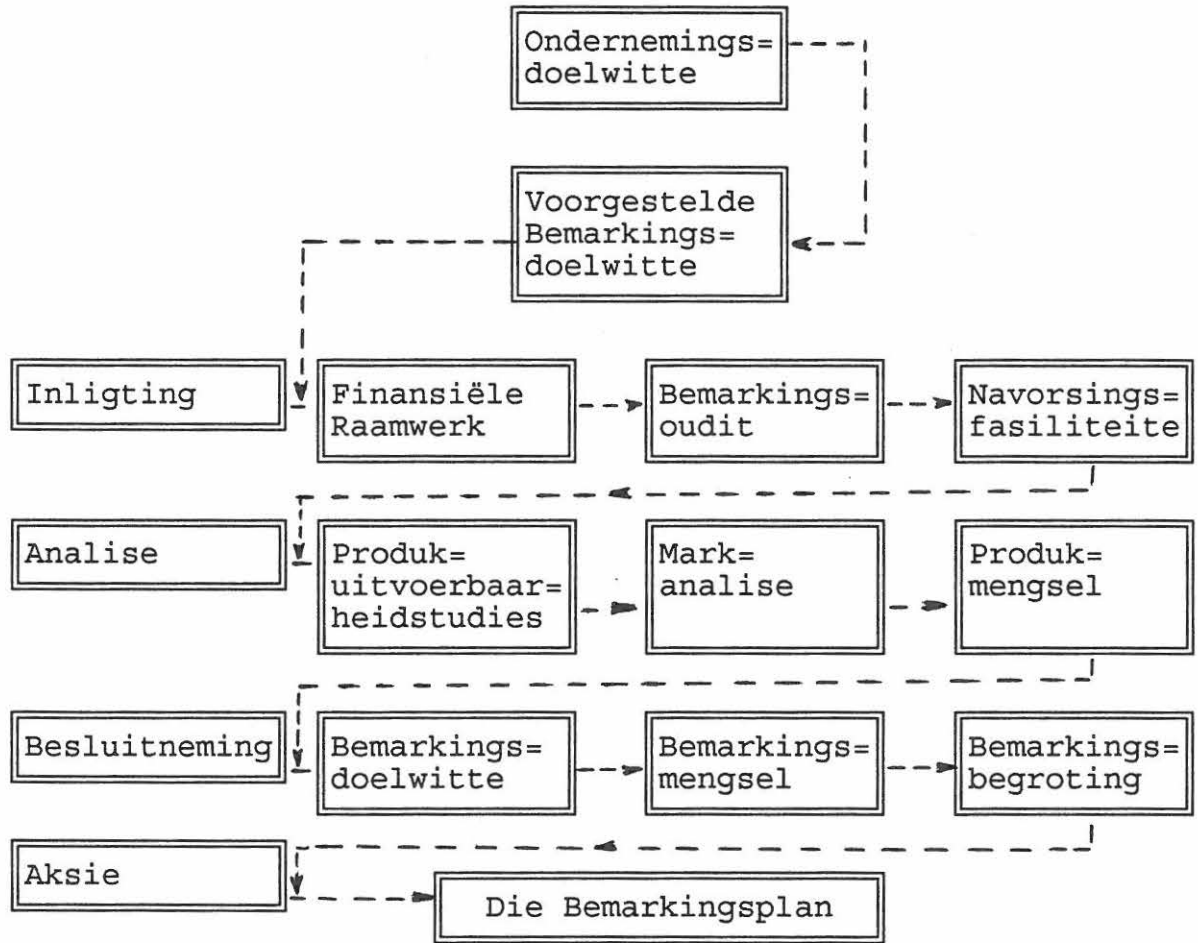 Ondernemings=
doelwitte
Voorgestelde
Bemarkings=
doelwitte
Inligting
Finansiële
Raamwerk
Bemarkings=
oudit
Navorsings=
fasiliteite
Analise
Produk=
uitvoerbaar=
heidstudies
Mark=
analise
Produk=
mengsel
Besluitneming
Bemarkings=
doelwitte
Bemarkings=
mengsel
Bemarkings=
begroting
Aksie
Die Bemarkingsplan